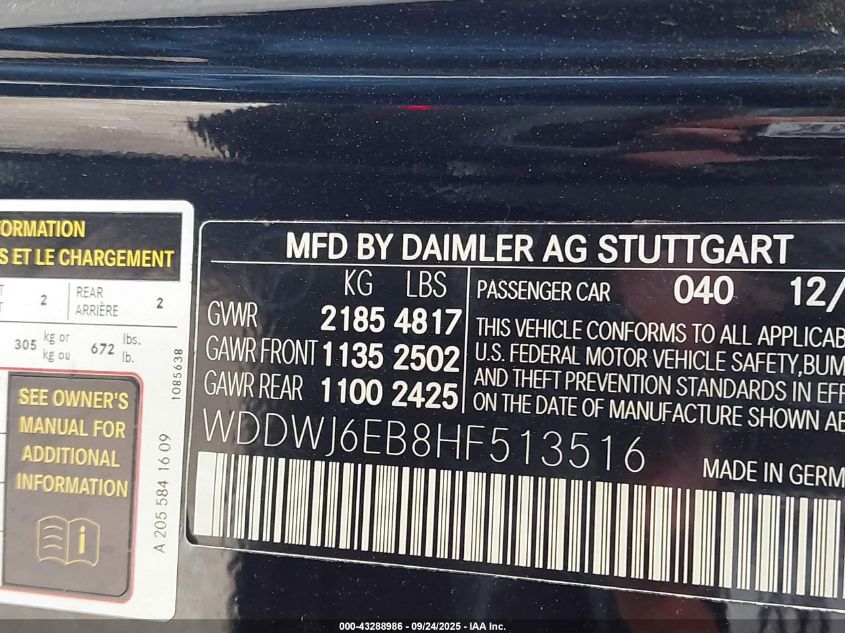 FORMATION
S ET LE CHARGEMENT
2 REAR ARRIÈRE 2
305 kg or kg ou 672 lbs. lb.
SEE OWNER'S
MANUAL FOR
ADDITIONAL
INFORMATION
1085638
A 205 584 16 09
MFD BY DAIMLER AG STUTTGART
KG LBS
GVWR 2185 4817
GAWR FRONT 1135 2502
GAWR REAR 1100 2425
PASSENGER CAR 040 12/
THIS VEHICLE CONFORMS TO ALL APPLICAB
U.S. FEDERAL MOTOR VEHICLE SAFETY,BUM
AND THEFT PREVENTION STANDARDS IN EFF
ON THE DATE OF MANUFACTURE SHOWN AB
WDDWJ6EB8HF513516
MADE IN GERM
000-43288986 - 09/24/2025 - IAA Inc.